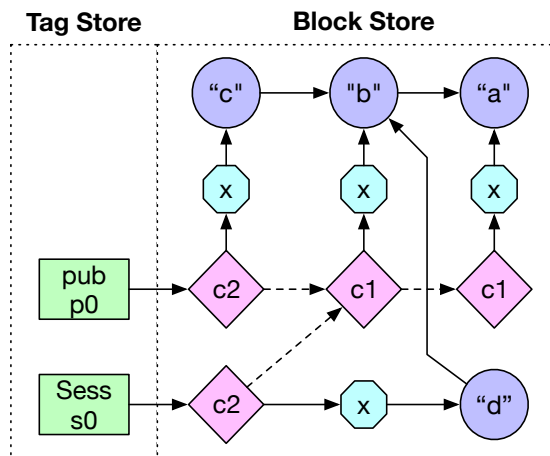 Tag Store
Block Store
“c"
"b"
“a"
x
x
x
pub
p0
c2
c1
c1
Sess
s0
c2
x
“d”